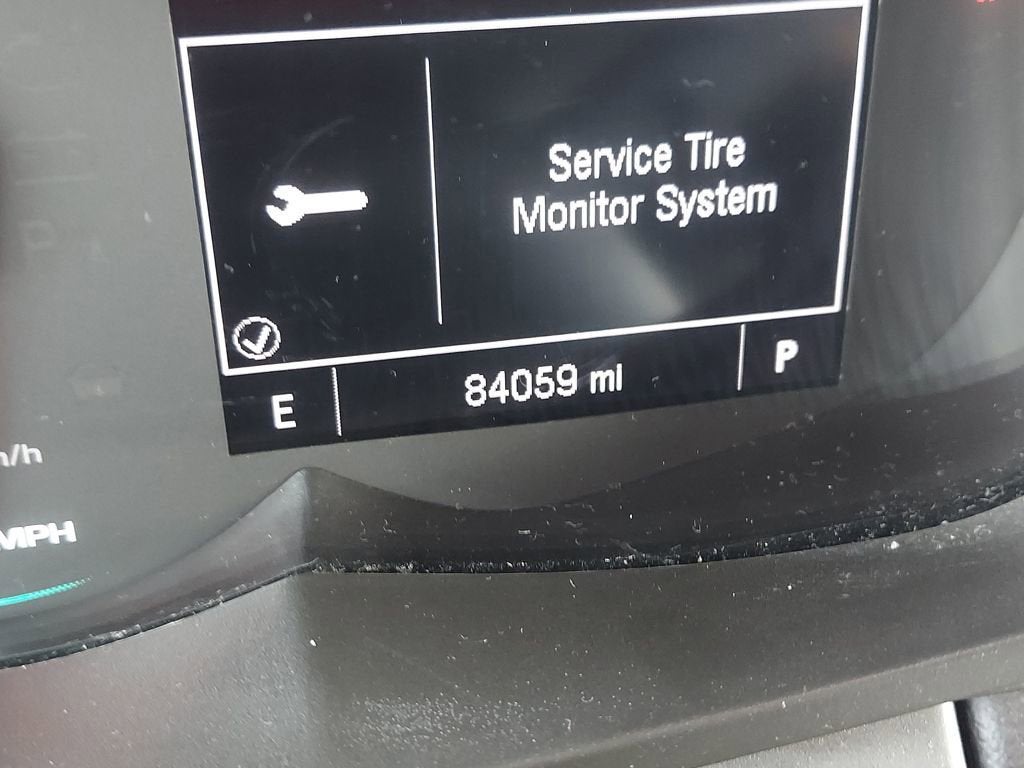 Service Tire
Monitor System
E
84059 mi
P
MPH